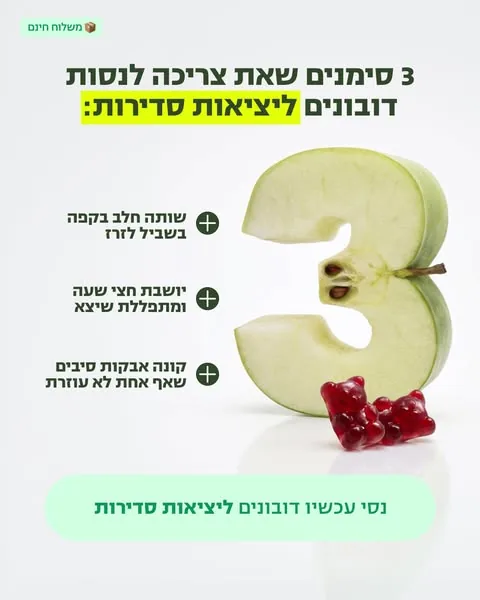 משלוח חינם
3 סימנים שאת צריכה לנסות
דובונים ליציאות סדירות:
שותה חלב בקפה
בשביל לזרז
יושבת חצי שעה
ומתפללת שיצא
קונה אבקות סיבים
שאף אחת לא עוזרת
נסי עכשיו דובונים ליציאות סדירות